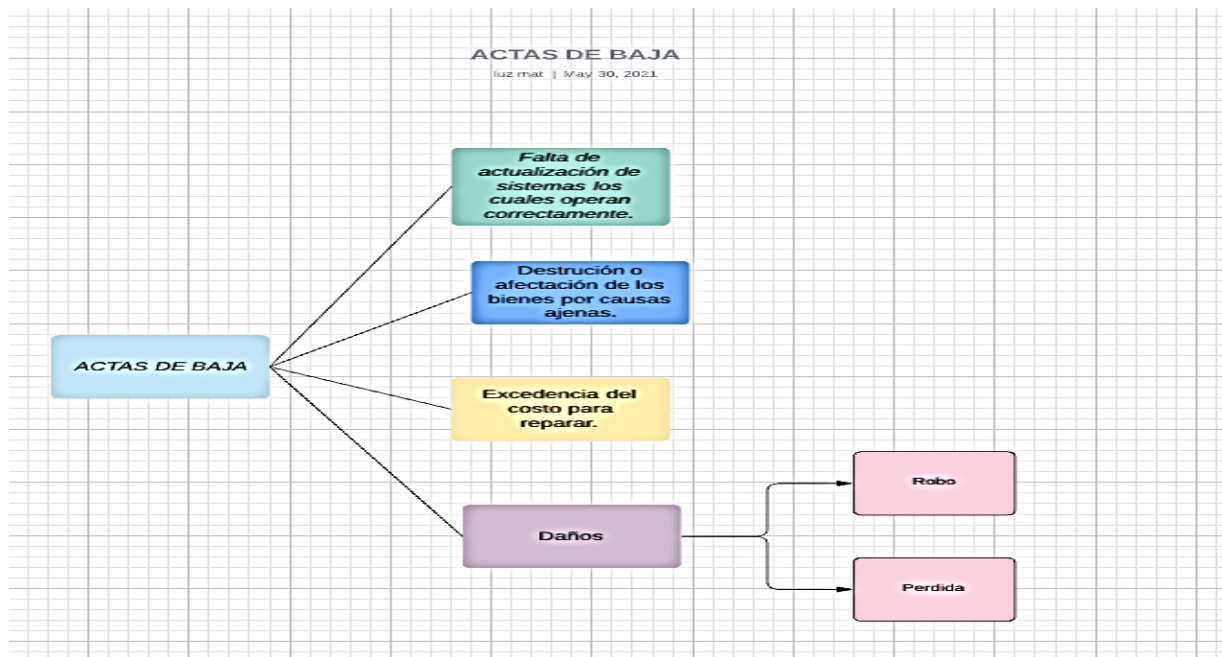 ACTAS DE BAJA
luz mat | May 30, 2021
Falta de
actualización de
sistemas los
cuales operan
correctamente.
Destrución o
afectación de los
bienes por causas
ajenas.
ACTAS DE BAJA
Excedencia del
costo para
reparar.
Robo
Daños
Perdida